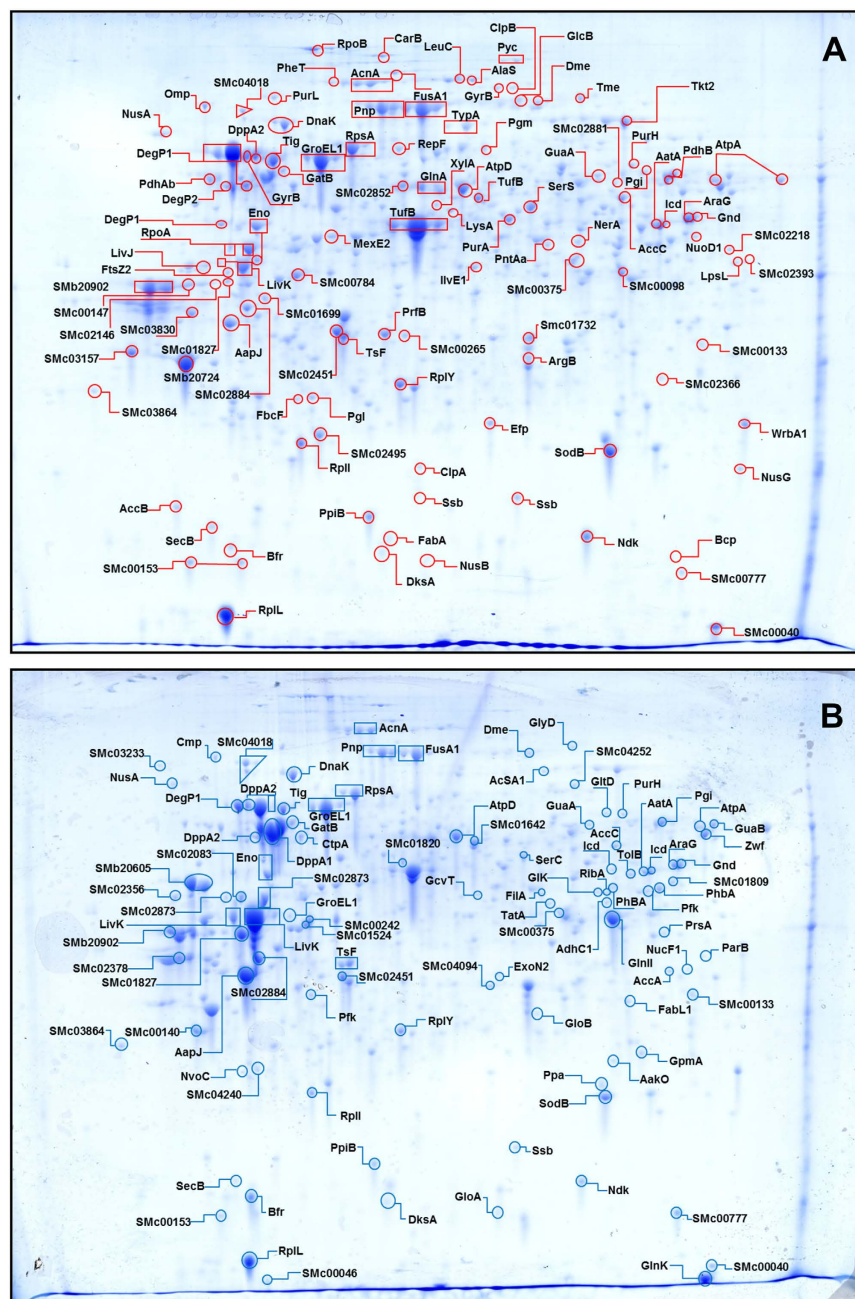 A
RpoB
CarB
LeuC
ClpB
Pyc
GlcB
Dme
PheT
AcnA
AlaS
GyrB
Tme
Tkt2
Omp
SMc04018
PurL
NusA
DnaK
Pnp
FusA1
TypA
SMc02881
PurH
DppA2
Tig
RpsA
RepF
Pgm
PdhB
DegP1
GroEL1
XylA
AtpD
GuaA
AatA
AtpA
GatB
GlnA
TufB
Pgi
PdhAb
SMc02852
DegP2
GyrB
SerS
Icd
AraG
DegP1
Eno
TufB
LysA
NerA
Gnd
RpoA
MexE2
PurA
AccC
NuoD1
SMc02218
LivJ
PntAa
FtsZ2
LivK
SMc00784
IlvE1
SMc00375
SMc00098
LpsL
SMc02393
SMb20902
SMc00147
SMc01699
SMc02146
SMc03830
PrfB
Smc01732
SMc03157
SMc01827
AapJ
SMc02451
TsF
SMc00265
SMc00133
SMb20724
ArgB
SMc03864
SMc02884
RplY
SMc02366
FbcF
Pgl
Efp
WrbA1
SMc02495
SodB
RplI
ClpA
NusG
AccB
PpiB
Ssb
Ssb
SecB
FabA
Ndk
Bcp
SMc00153
Bfr
DksA
NusB
SMc00777
RplL
SMc00040
B
AcnA
Dme
GlyD
Cmp
SMc04018
Pnp
FusA1
SMc04252
SMc03233
NusA
DnaK
AcSA1
GltD
PurH
DegP1
DppA2
Tig
RpsA
AatA
Pgi
GroEL1
AtpD
GuaA
AtpA
GatB
AccC
GuaB
DppA2
CtpA
SMc01820
SMc01642
Zwf
SMc02083
DppA1
Icd
TolB
Icd
AraG
SMb20605
Eno
SerC
Gnd
SMc02356
SMc02873
GcvT
GlK
RibA
SMc01809
SMc02873
GroEL1
FilA
PhBA
PhbA
LivK
SMc00242
TatA
Pfk
SMb20902
LivK
SMc01524
SMc00375
PrsA
SMc02378
TsF
AdhC1
GlnII
NucF1
ParB
SMc01827
SMc02451
SMc04094
ExoN2
AccA
SMc02884
Pfk
FabL1
SMc00133
SMc03864
SMc00140
RplY
GloB
AapJ
GpmA
NvoC
Ppa
AakO
SMc04240
SodB
RplI
PpiB
Ssb
SecB
Bfr
Ndk
SMc00153
DksA
GloA
SMc00777
RplL
GlnK
SMc00040
SMc00046